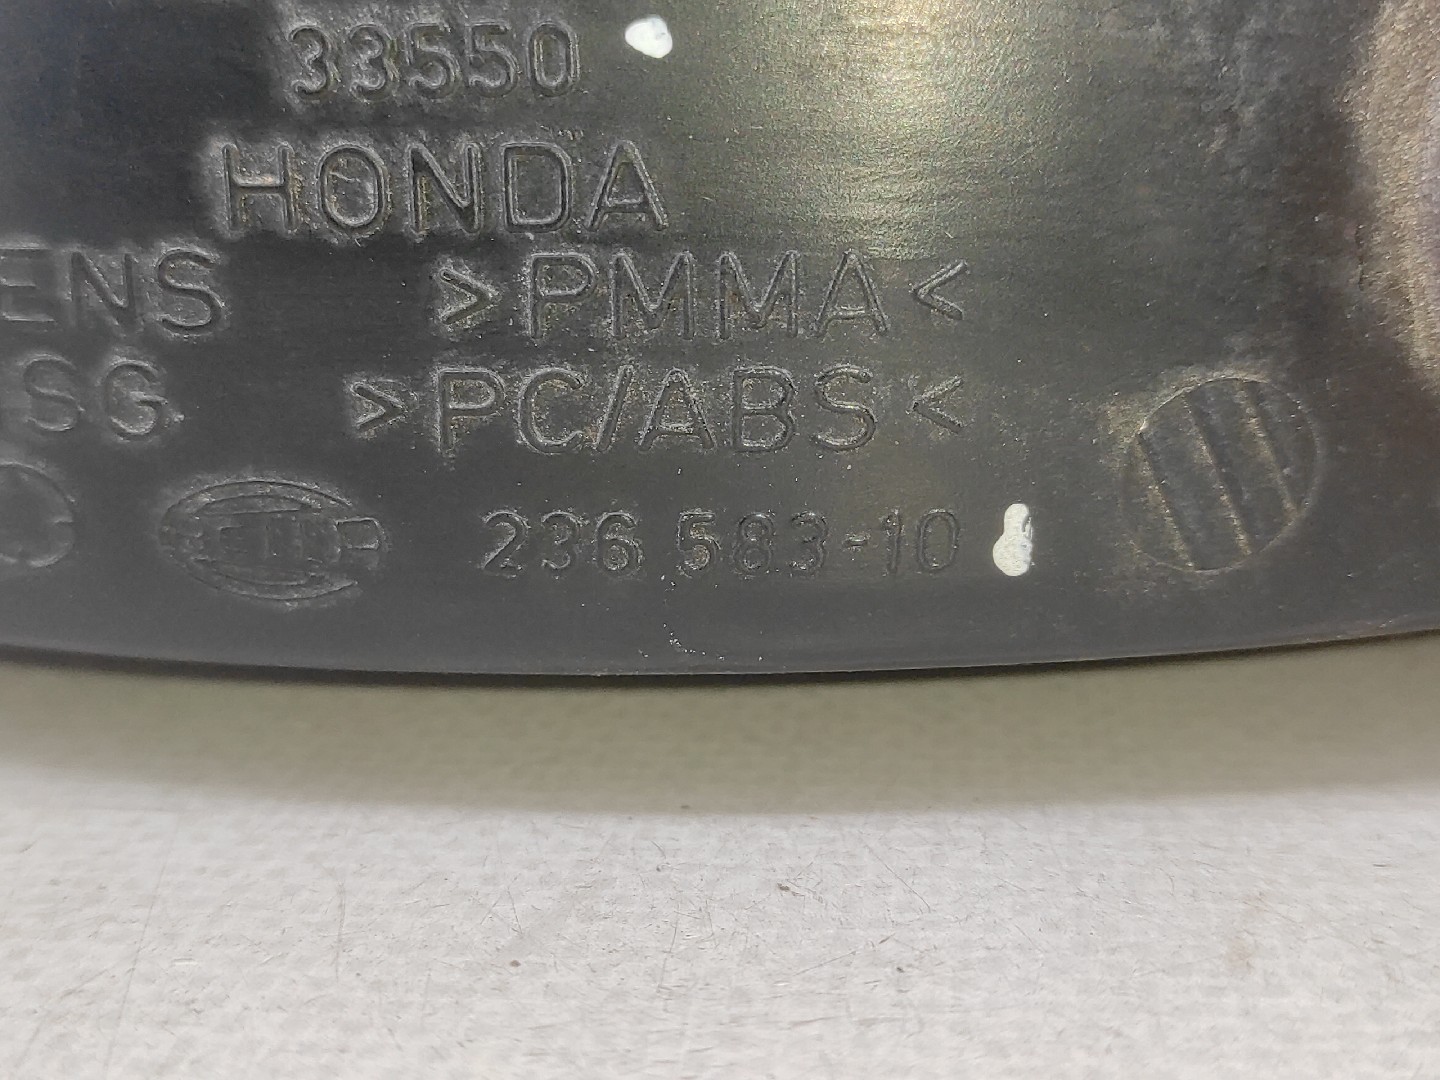 33550
HONDA
ENS >PMMA<
SG >PC/ABS<
236 583-10